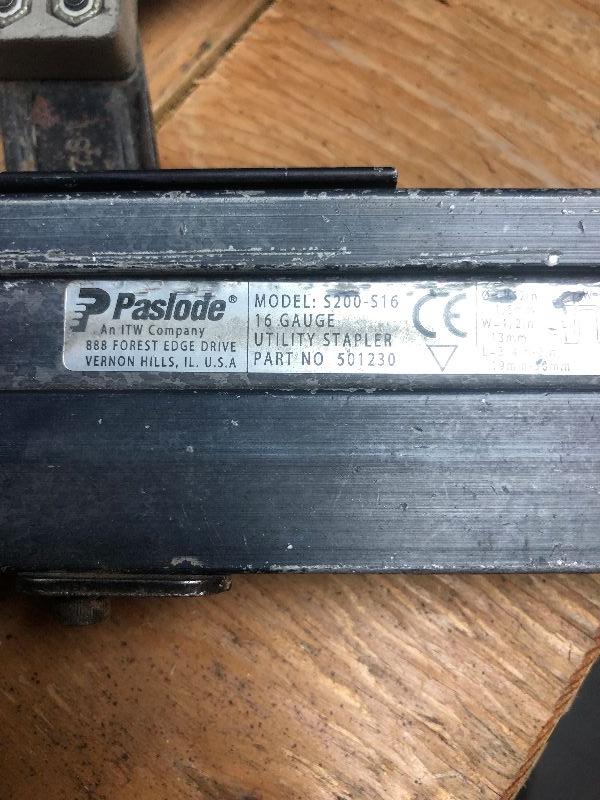 Paslode®
An ITW Company
888 FOREST EDGE DRIVE
VERNON HILLS, IL. U.S.A
MODEL: S200-S16
16 GAUGE
UTILITY STAPLER
PART NO 501230
CE
13mm